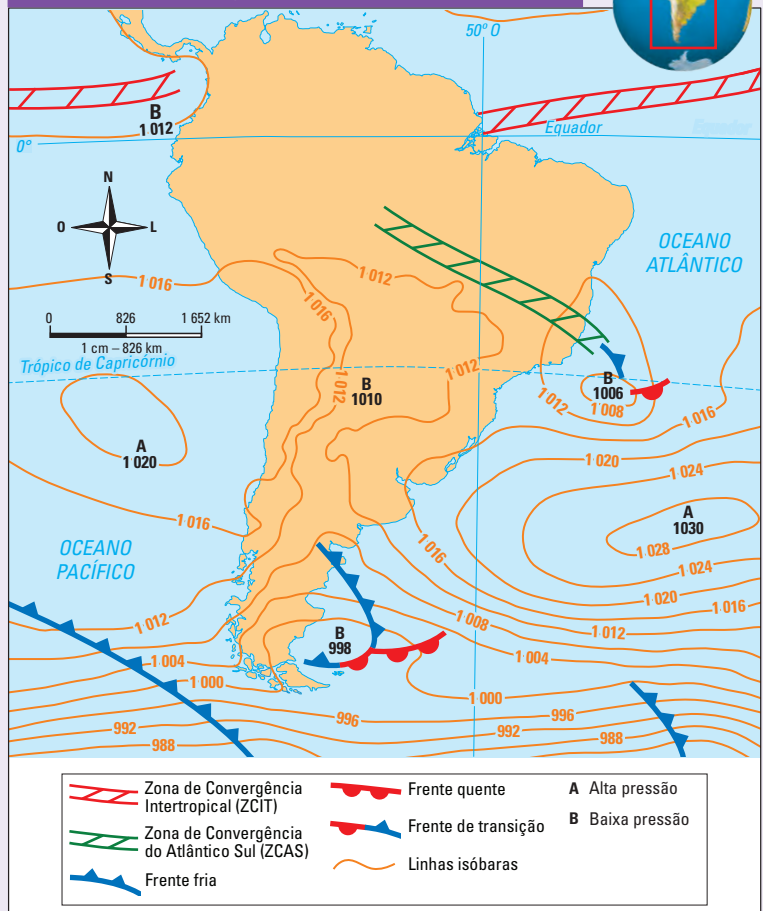 50° O
B
1 012
Equador
Equador
0°
N
O
L
S
OCEANO
ATLÂNTICO
1 016
1 012
1 016
0
826
1 652 km
1 cm – 826 km
Trópico de Capricórnio
1 012
B
1010
1 012
B
1006
1 012
1 008
1 016
A
1 020
1 020
1 024
1 016
A
1030
1 016
1 028
OCEANO
PACÍFICO
1 024
1 020
1 016
1 012
1 008
1 012
B
998
1 004
1 004
1 000
1 000
996
996
992
992
988
988
Zona de Convergência
Intertropical (ZCIT)
Zona de Convergência
do Atlântico Sul (ZCAS)
Frente fria
Frente quente
Frente de transição
Linhas isóbaras
A Alta pressão
B Baixa pressão